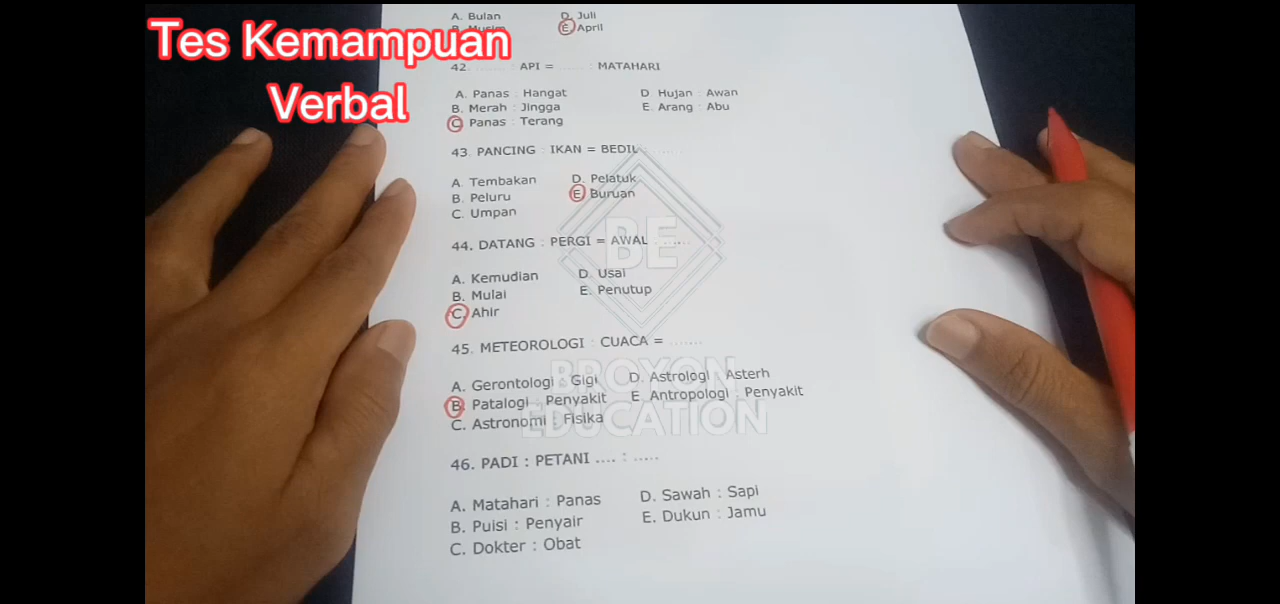 Tes Kemampuan
Verbal
A. Bulan D. Juli
B. Musim E. April
42. ........ : API = ...... : MATAHARI
A. Panas : Hangat D. Hujan : Awan
B. Merah : Jingga E. Arang : Abu
C. Panas : Terang
43. PANCING : IKAN = BEDIL : ......
A. Tembakan D. Pelatuk
B. Peluru E. Buruan
C. Umpan
44. DATANG : PERGI = AWAL : .......
A. Kemudian D. Usai
B. Mulai E. Penutup
C. Ahir
45. METEOROLOGI : CUACA = .......
A. Gerontologi : Gigi D. Astrologi : Asterh
B. Patalogi : Penyakit E. Antropologi : Penyakit
C. Astronomi : Fisika
46. PADI : PETANI .... : .....
A. Matahari : Panas D. Sawah : Sapi
B. Puisi : Penyair E. Dukun : Jamu
C. Dokter : Obat
BE
BROXON
EDUCATION